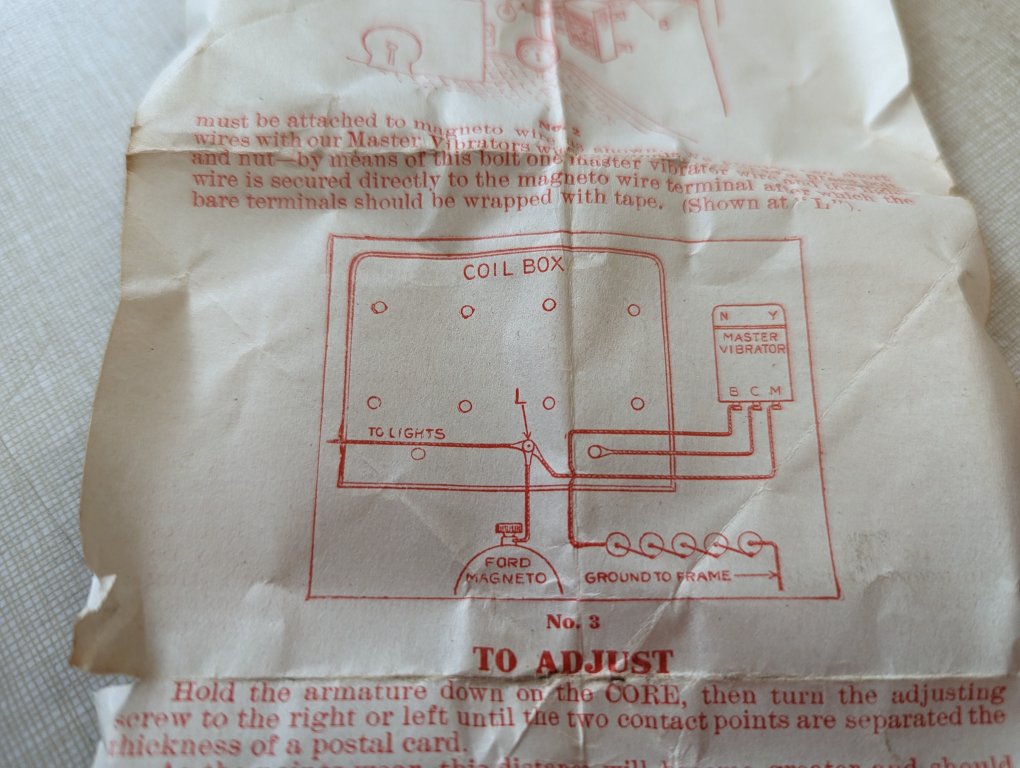 No. 2
must be attached to magneto
wires with our Master Vibrators
and nut—by means of this bolt one master vibrator
wire is secured directly to the magneto wire terminal
bare terminals should be wrapped with tape. (Shown at "L").
COIL BOX
N Y
MASTER
VIBRATOR
B C M
L
TO LIGHTS
FORD
MAGNETO
GROUND TO FRAME
No. 3
TO ADJUST
Hold the armature down on the CORE, then turn the adjusting
screw to the right or left until the two contact points are separated the
thickness of a postal card.